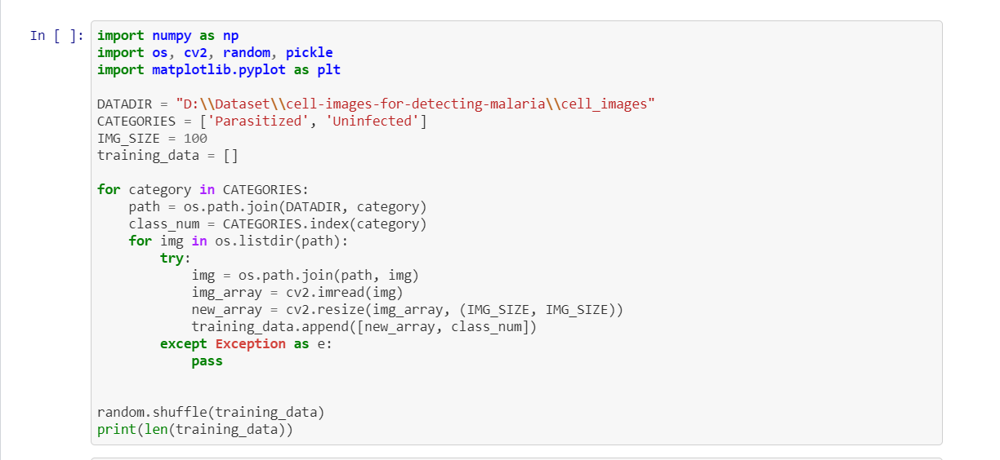 In [ ]: import numpy as np
import os, cv2, random, pickle
import matplotlib.pyplot as plt
DATADIR = "D:\\Dataset\\cell-images-for-detecting-malaria\\cell_images"
CATEGORIES = ['Parasitized', 'Uninfected']
IMG_SIZE = 100
training_data = []
for category in CATEGORIES:
    path = os.path.join(DATADIR, category)
    class_num = CATEGORIES.index(category)
    for img in os.listdir(path):
        try:
            img = os.path.join(path, img)
            img_array = cv2.imread(img)
            new_array = cv2.resize(img_array, (IMG_SIZE, IMG_SIZE))
            training_data.append([new_array, class_num])
        except Exception as e:
            pass
random.shuffle(training_data)
print(len(training_data))